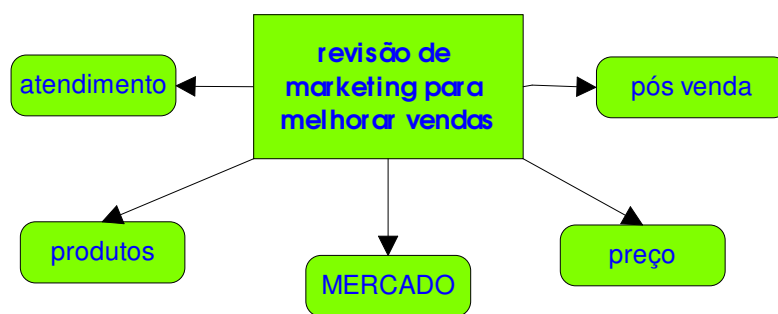 revisão de
marketing para
melhorar vendas
atendimento
pós venda
produtos
MERCADO
preço